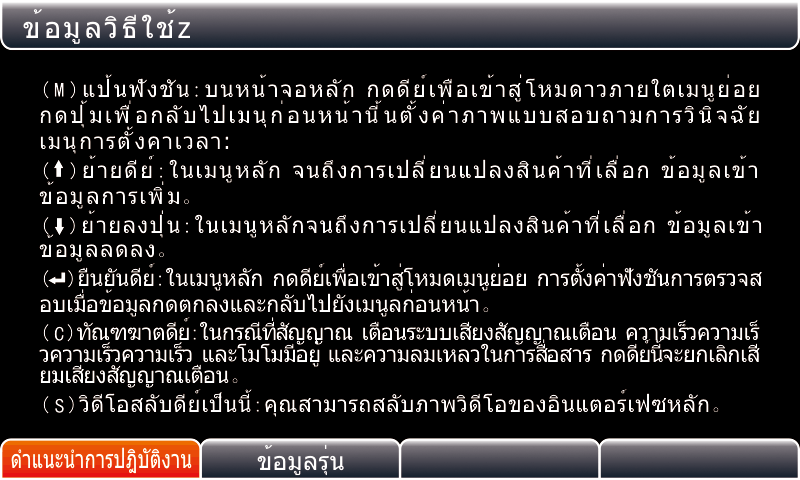 ข้อมูลวิธีใช้z
(M)แป้นฟังชัน:บนหน้าจอหลัก กดดีย์เพือเข้าสู่โหมดาวภายใตเมนูย่อย
กดปุ้มเพื่อกลับไปเมนุก่อนหน้านี้นตั้งค่าภาพแบบสอบถามการวินิจฉัย
เมนุการตั้งคาเวลา:
(⬆)ย้ายดีย์:ในเมนูหลัก จนถึงการเปลี่ยนแปลงสินค้าที่เลื่อก ข้อมูลเข้า
ข้อมูลการเพิ่ม。
(⬇)ย้ายลงปุ่น:ในเมนูหลักจนถึงการเปลี่ยนแปลงสินค้าที่เลื่อก ข้อมูลเข้า
ข้อมูลลดลง。
(↵)ยืนยันดีย์:ในเมนูหลัก กดดีย์เพื่อเข้าสู่โหมดเมนูย่อย การตั้งค่าฟังชันการตรวจส
อบเมื่อขอมูลกดตกลงและกลับไปยังเมนูลก่อนหน้า。
(C)ทัณฑฆาตดีย์:ในกรณีที่สัญญาณ เตือนระบบเสียงสัญญาณเตือน ความเร็วความเร็
วความเร็วความเร็ว และโมโมมีอยู่ และความลมเหลวในการสื่อสาร กดดีย์นี้จะยกเลิกเสี
ยมเสียงสัญญาณเตือน。
(S)วิดีโอสลับดีย์เป็นนี้:คุณสามารถสลับภาพวิดีโอของอินแตอร์เฟซหลัก。
ดำแนะนำการปฏิบัติงาน
ข้อมูลรุ่น